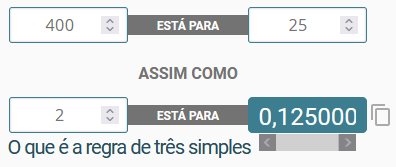 400 ESTÁ PARA 25
ASSIM COMO
2 ESTÁ PARA 0,125000
O que é a regra de três simples